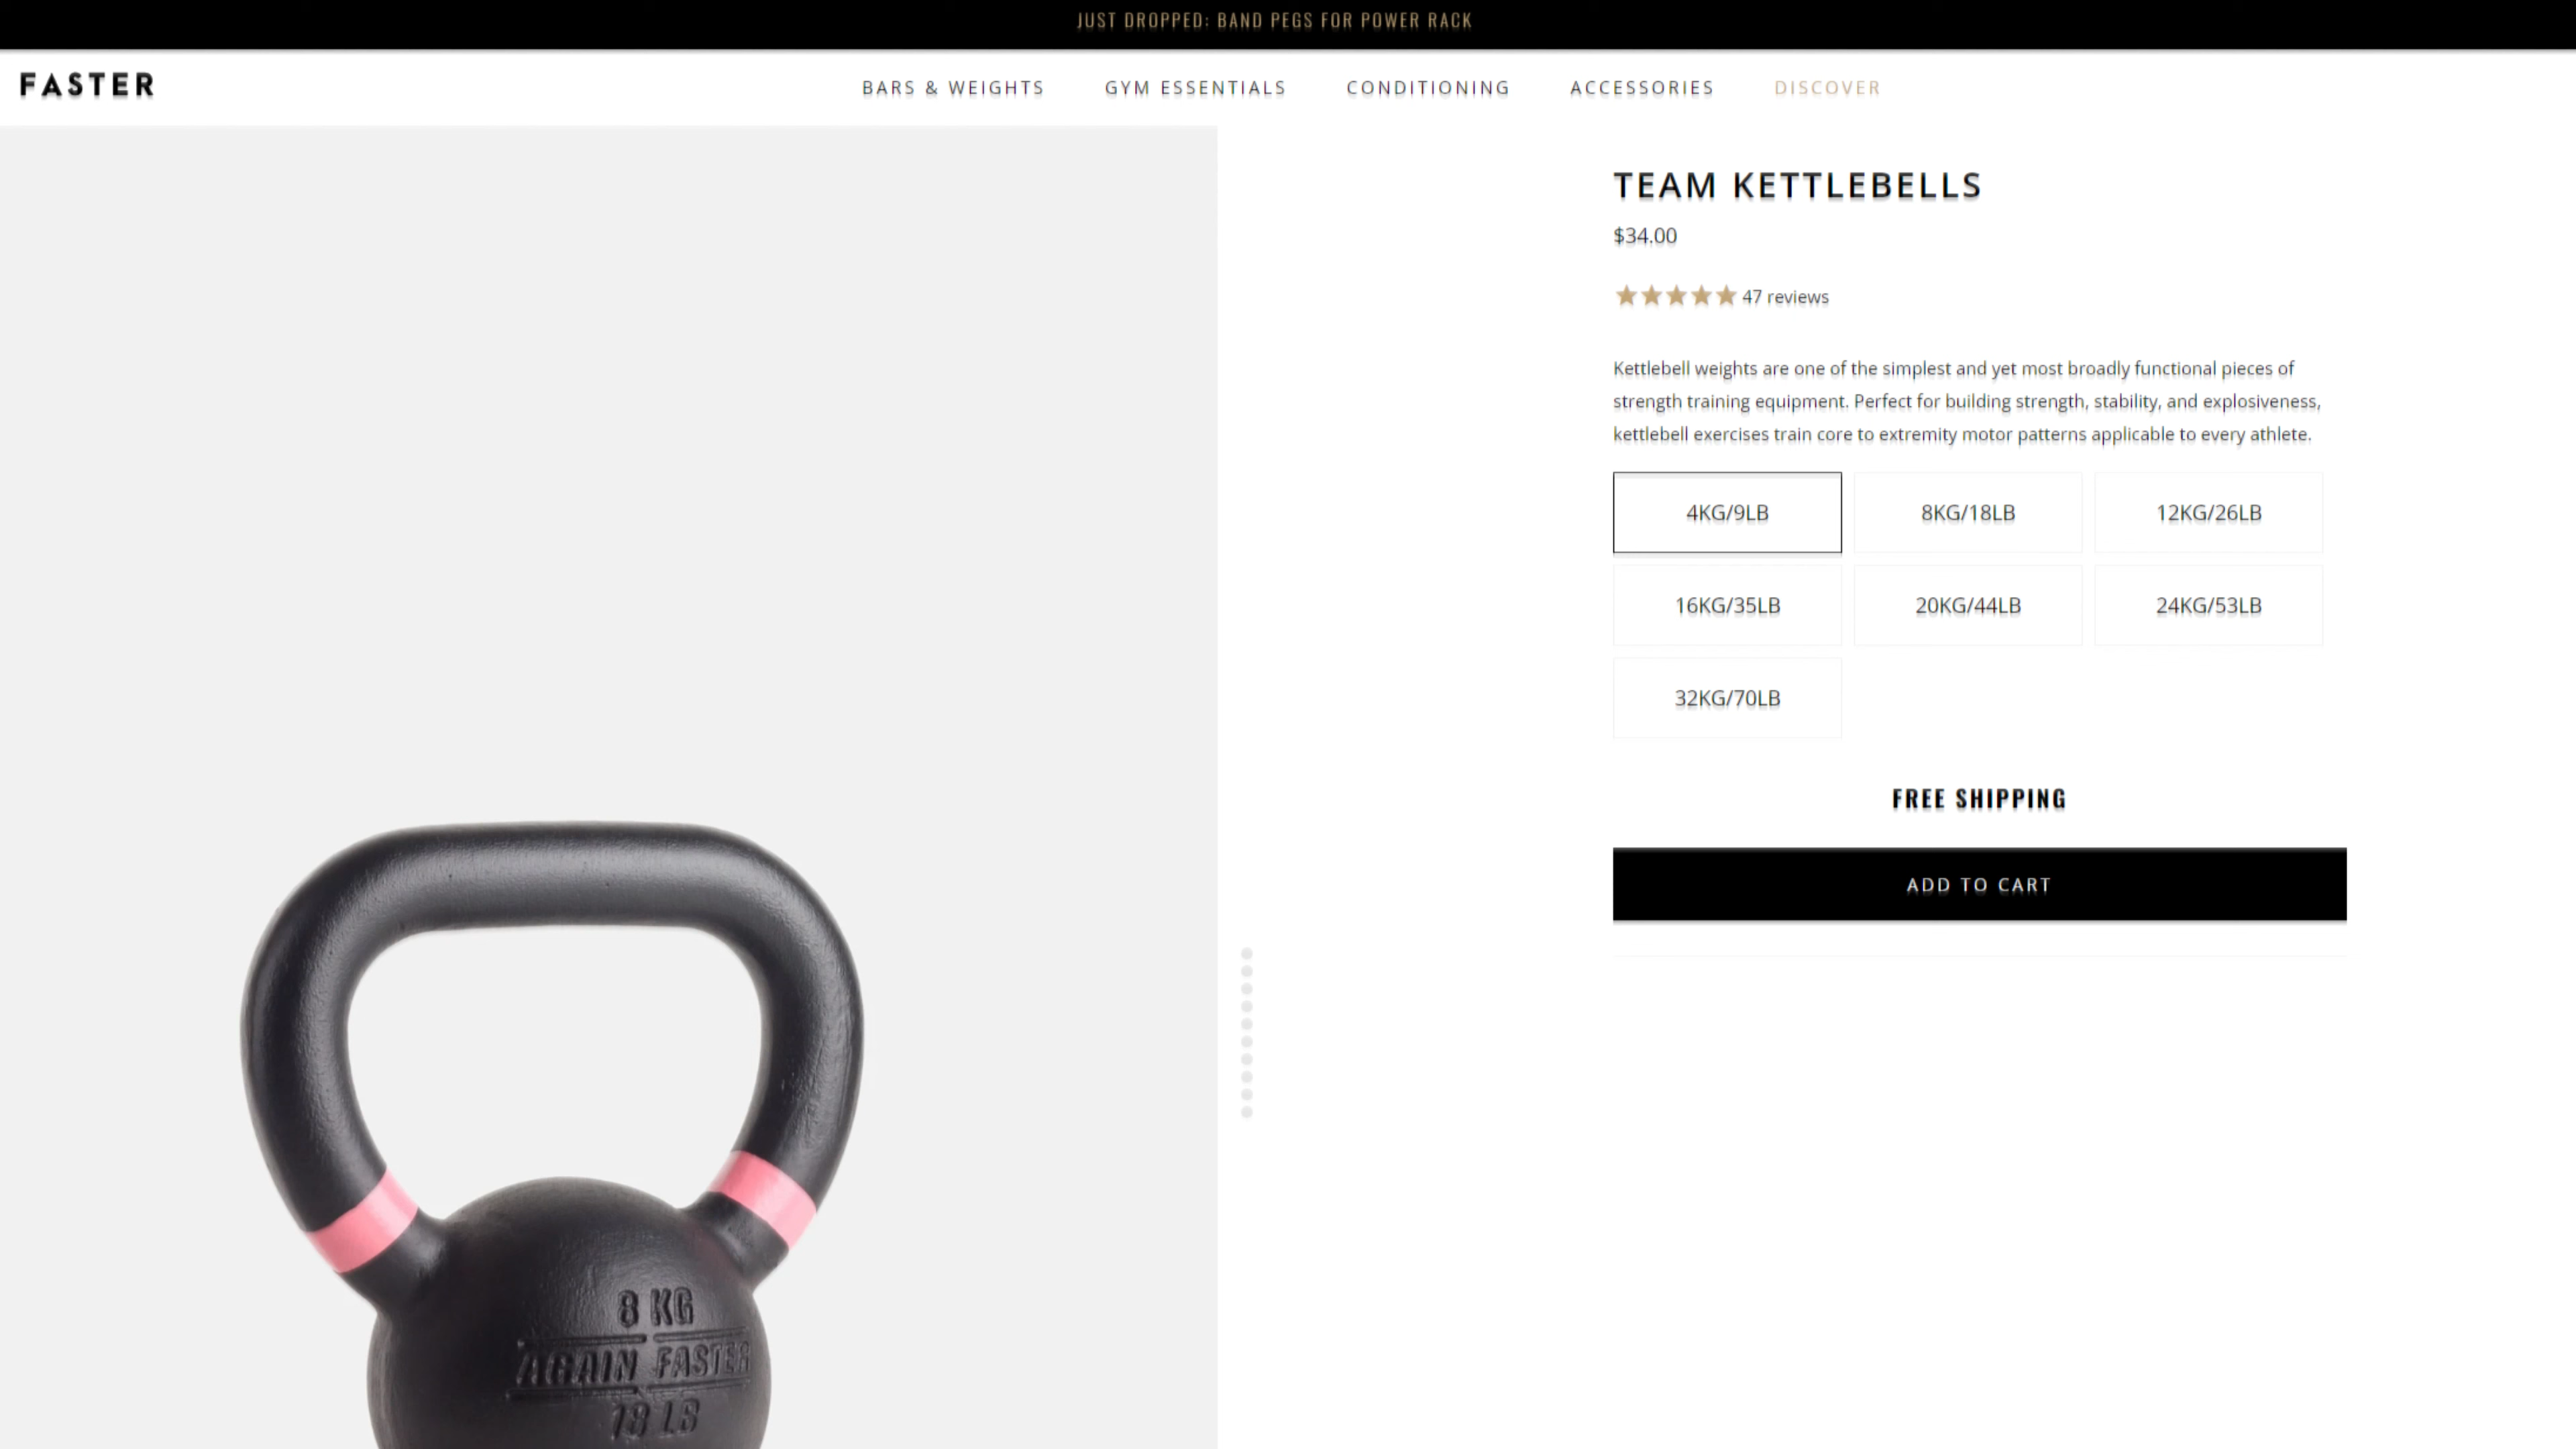 JUST DROPPED: BAND PEGS FOR POWER RACK
FASTER
BARS & WEIGHTS
GYM ESSENTIALS
CONDITIONING
ACCESSORIES
DISCOVER
TEAM KETTLEBELLS
$34.00
47 reviews
Kettlebell weights are one of the simplest and yet most broadly functional pieces of
strength training equipment. Perfect for building strength, stability, and explosiveness,
kettlebell exercises train core to extremity motor patterns applicable to every athlete.
4KG/9LB
8KG/18LB
12KG/26LB
16KG/35LB
20KG/44LB
24KG/53LB
32KG/70LB
FREE SHIPPING
ADD TO CART
8 KG
AGAIN FASTER
18 LB